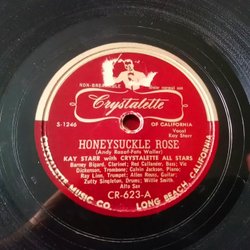 NON-BREAKABLE
Crystalette
S-1246
OF CALIFORNIA
Vocal
Kay Starr
HONEYSUCKLE ROSE
(Andy Razaf-Fats Waller)
KAY STARR with CRYSTALETTE ALL STARS
Barney Bigard, Clarinet; Red Callender, Bass; Vic
Dickenson, Trombone; Calvin Jackson, Piano;
Ray Linn, Trumpet; Allen Reuss, Guitar;
Zutty Singleton, Drums; Willie Smith
Alto Sax
CR-623-A
CRYSTALETTE MUSIC CO. LONG BEACH, CALIFORNIA